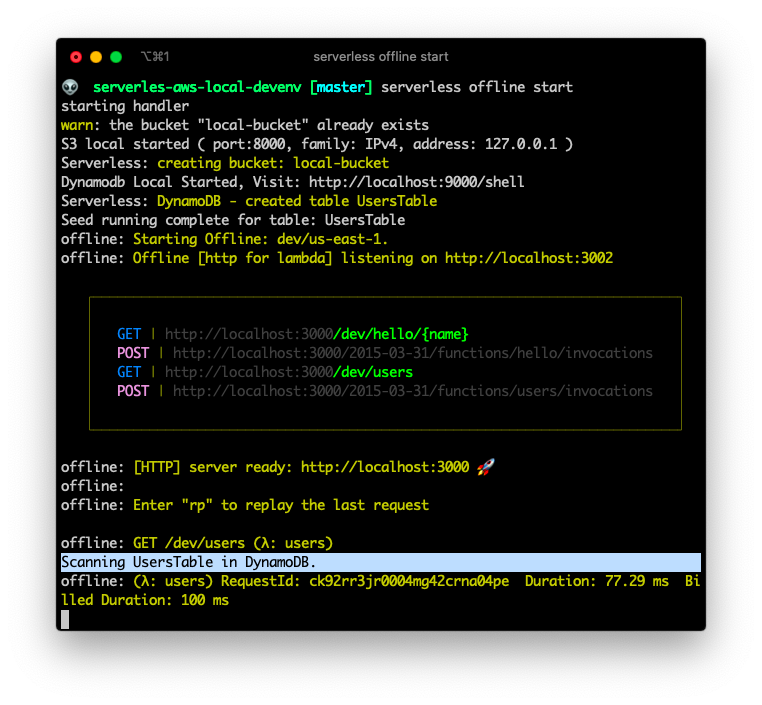 ⌥⌘1 serverless offline start
👽 serverles-aws-local-devenv [master] serverless offline start
starting handler
warn: the bucket "local-bucket" already exists
S3 local started ( port:8000, family: IPv4, address: 127.0.0.1 )
Serverless: creating bucket: local-bucket
Dynamodb Local Started, Visit: http://localhost:9000/shell
Serverless: DynamoDB - created table UsersTable
Seed running complete for table: UsersTable
offline: Starting Offline: dev/us-east-1.
offline: Offline [http for lambda] listening on http://localhost:3002
GET | http://localhost:3000/dev/hello/{name}
POST | http://localhost:3000/2015-03-31/functions/hello/invocations
GET | http://localhost:3000/dev/users
POST | http://localhost:3000/2015-03-31/functions/users/invocations
offline: [HTTP] server ready: http://localhost:3000 🚀
offline:
offline: Enter "rp" to replay the last request
offline: GET /dev/users (λ: users)
Scanning UsersTable in DynamoDB.
offline: (λ: users) RequestId: ck92rr3jr0004mg42crna04pe  Duration: 77.29 ms  Bi
lled Duration: 100 ms